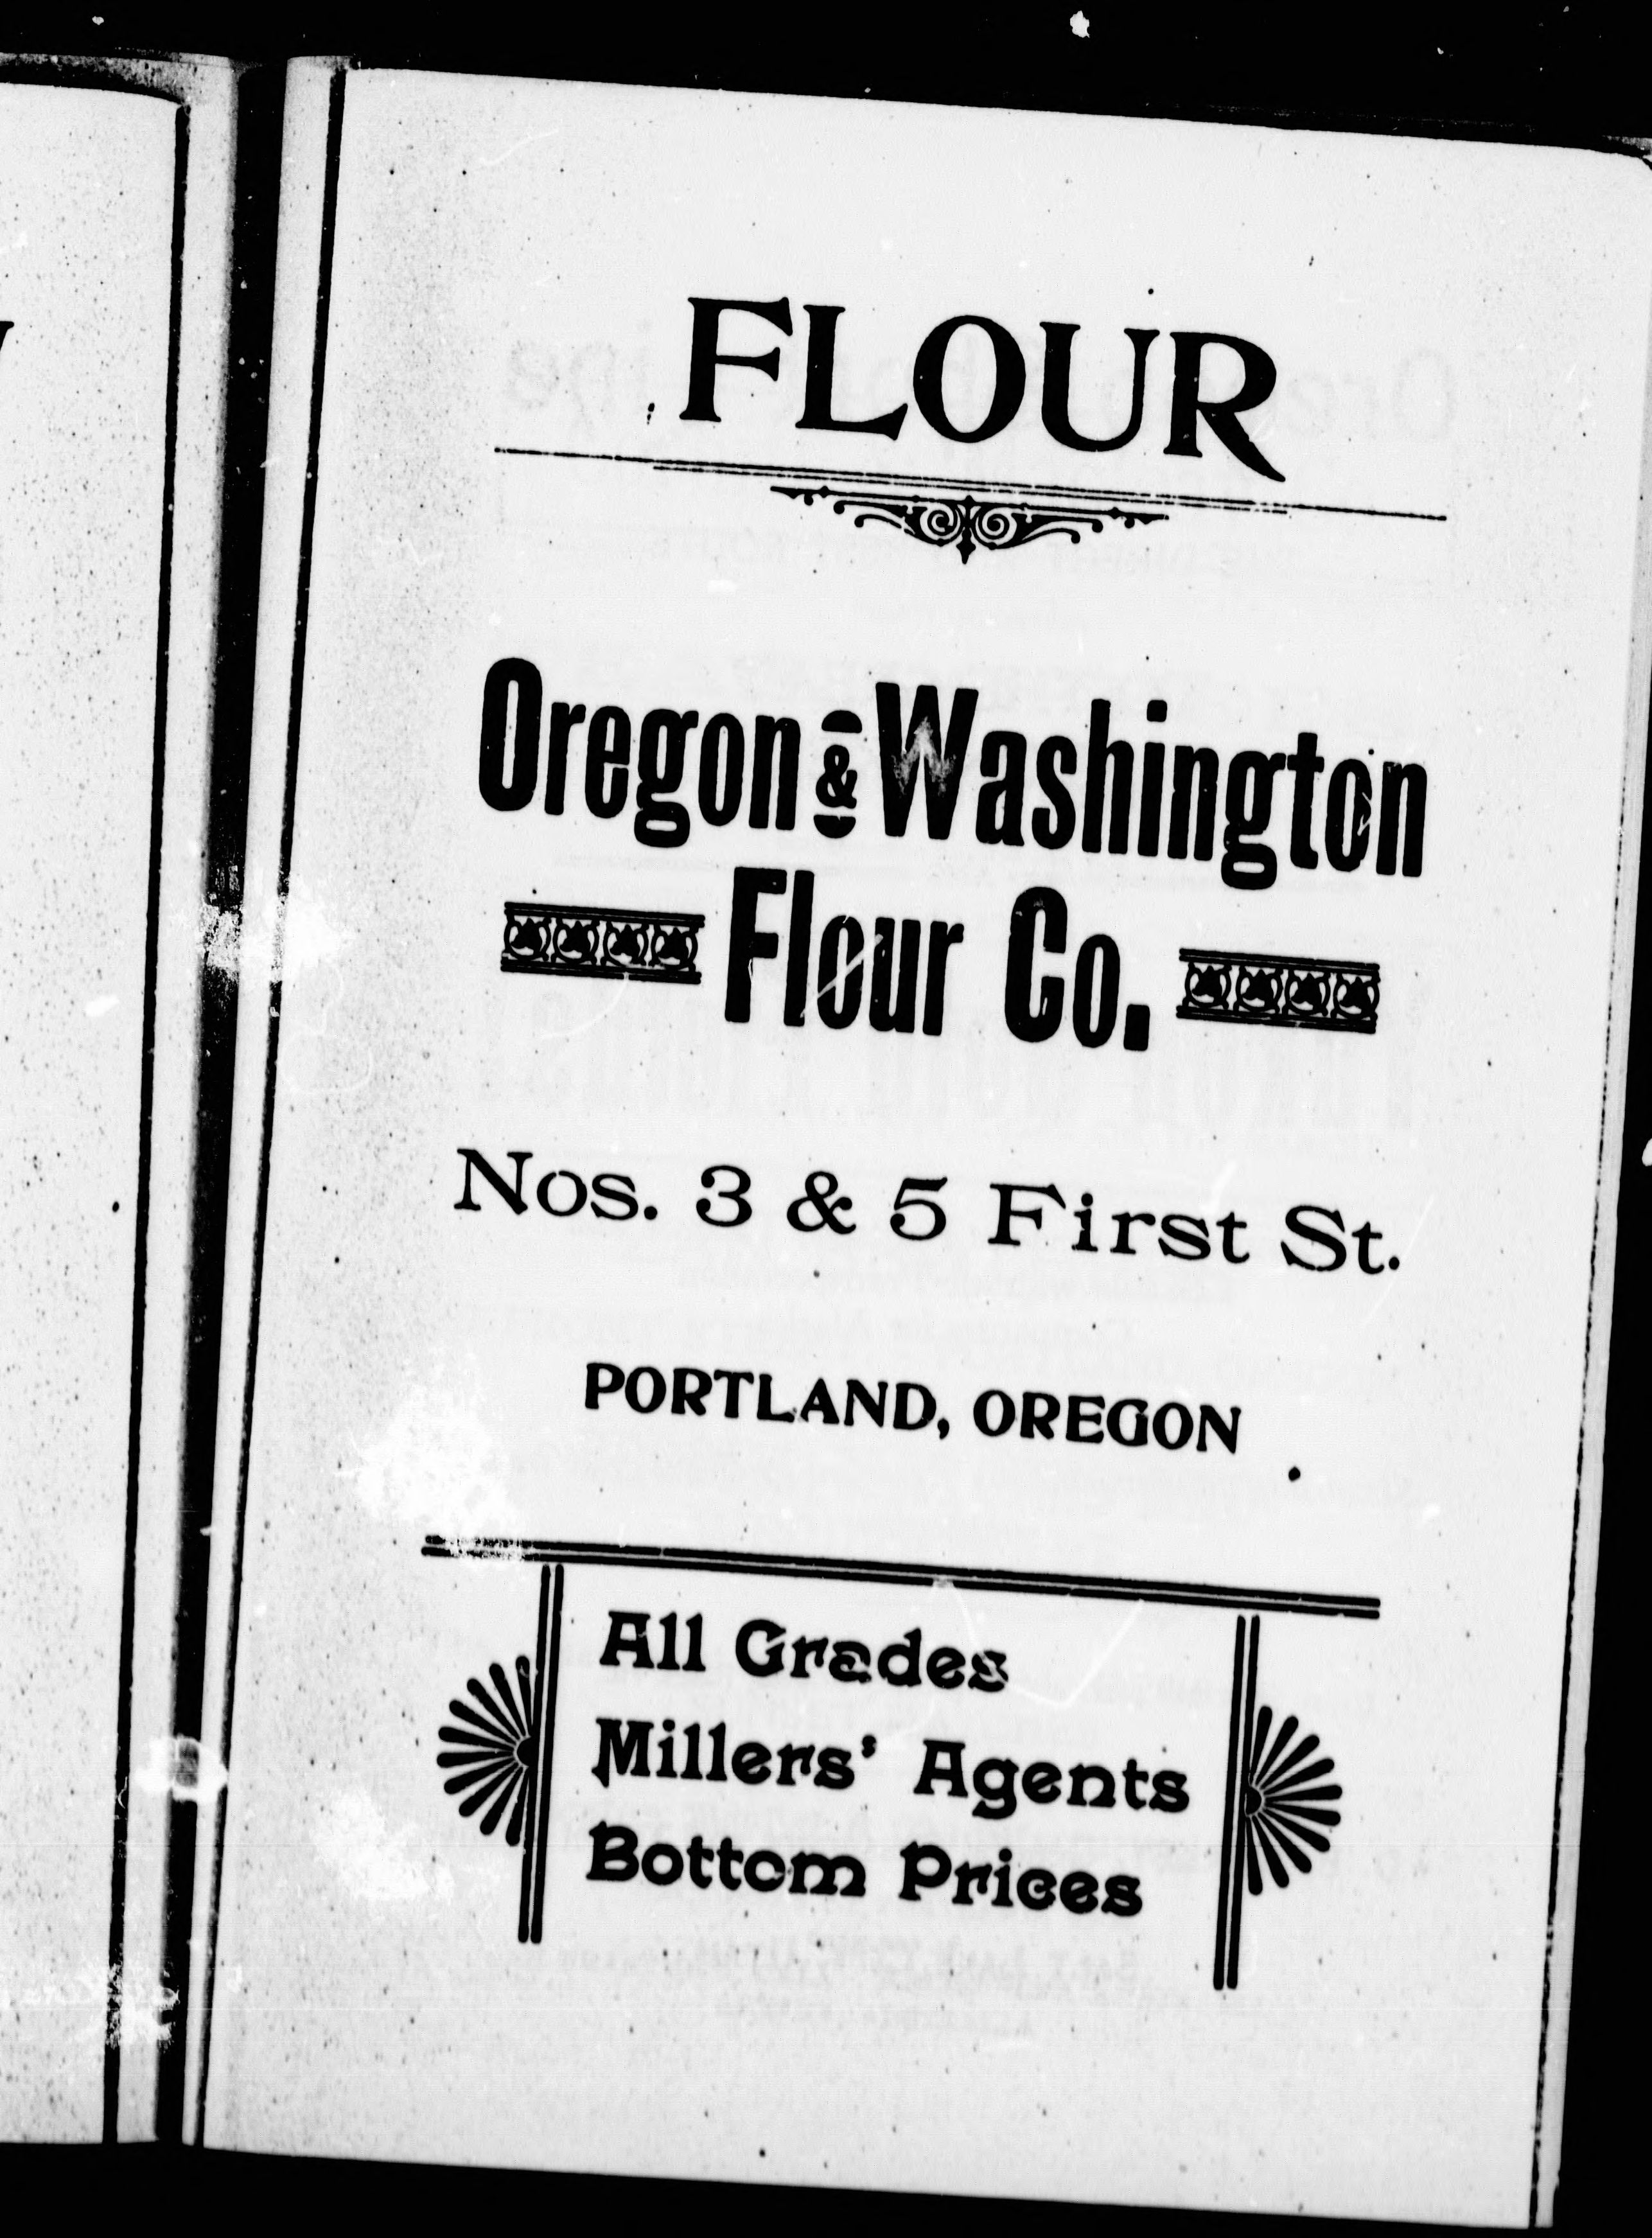 FLOUR
Oregon & Washington
Flour Co.
Nos. 3 & 5 First St.
PORTLAND, OREGON
All Grades
Millers' Agents
Bottom Prices